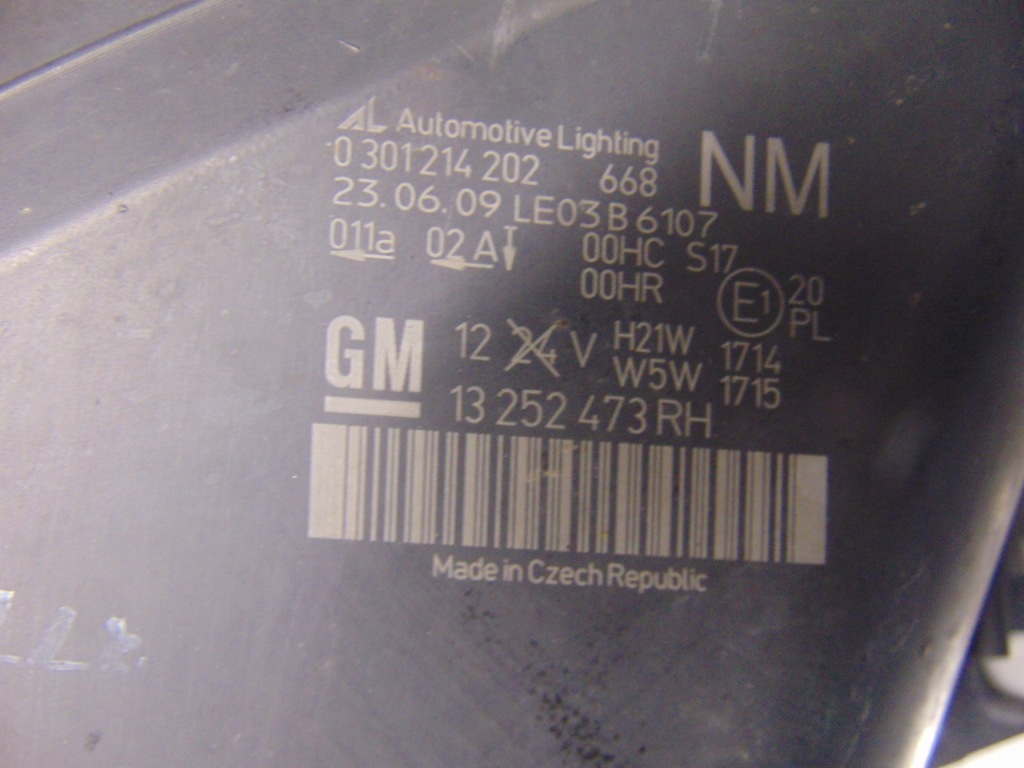 AL Automotive Lighting
0 301 214 202 668 NM
23.06.09 LE03 B 6107
011a 02A 00HC S17
00HR E1 20
PL
GM 12 24 V H21W 1714
W5W 1715
13 252 473 RH
Made in Czech Republic